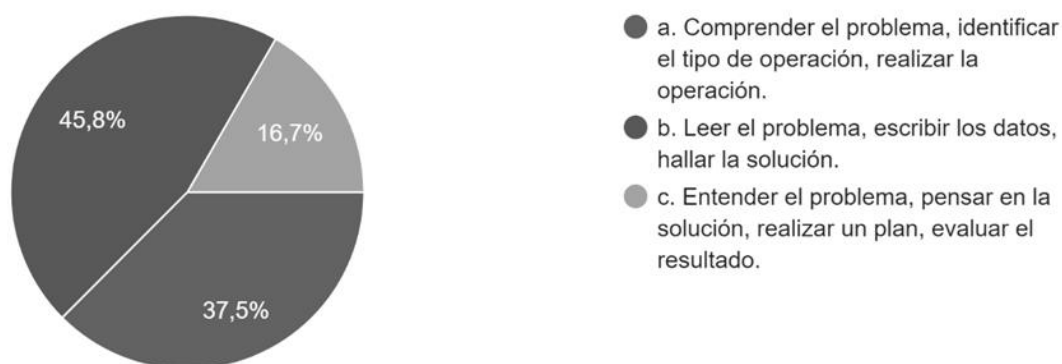 45,8%
16,7%
37,5%
a. Comprender el problema, identificar
el tipo de operación, realizar la
operación.
b. Leer el problema, escribir los datos,
hallar la solución.
c. Entender el problema, pensar en la
solución, realizar un plan, evaluar el
resultado.